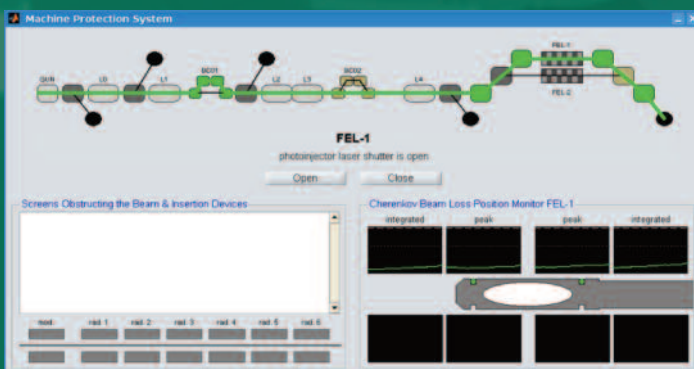 Machine Protection System
FEL-1
GUN L0 L1 BC01 L2 L3 BC02 L4
FEL-2
FEL-1
photoinjector laser shutter is open
Open Close
Screens Obstructing the Beam & Insertion Devices
Cherenkov Beam Loss Position Monitor FEL-1
integrated peak peak integrated
mod. rad. 1 rad. 2 rad. 3 rad. 4 rad. 5 rad. 6